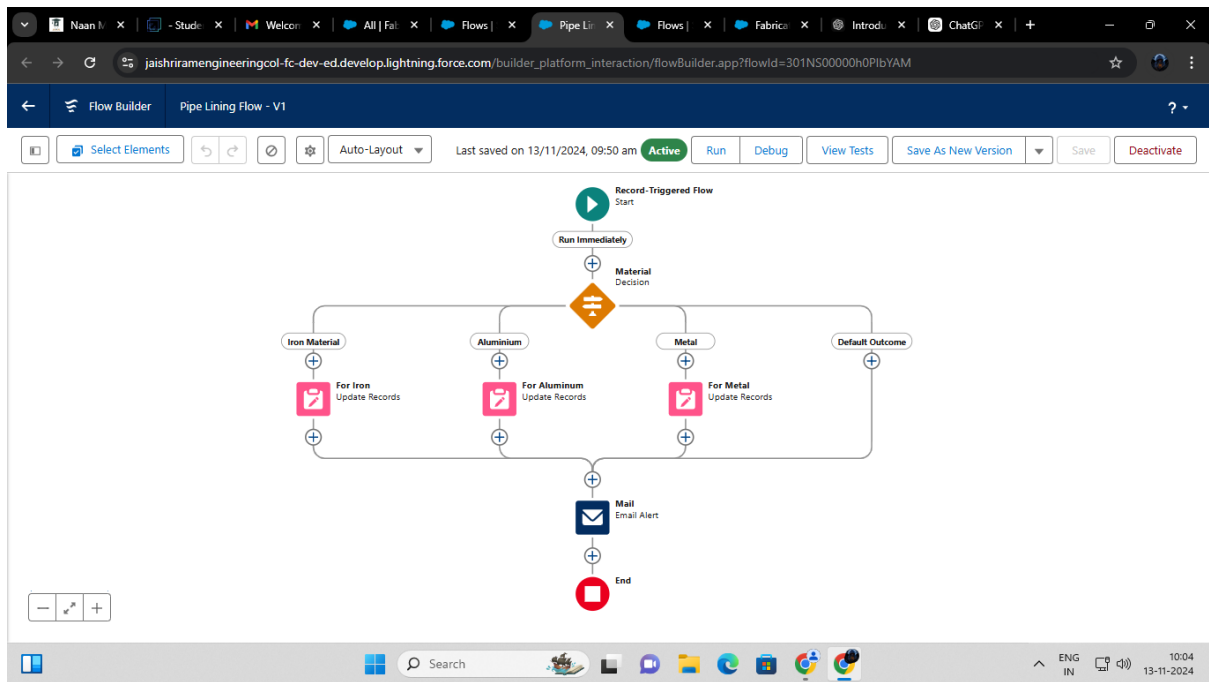 Naan M
- Stude
Welcon
All | Fab
Flows |
Pipe Lin
Flows |
Fabrica
Introdu
ChatGP
jaishriramengineeringcol-fc-dev-ed.develop.lightning.force.com/builder_platform_interaction/flowBuilder.app?flowId=301NS00000h0PIbYAM
Flow Builder Pipe Lining Flow - V1 ?
Select Elements Auto-Layout Last saved on 13/11/2024, 09:50 am Active Run Debug View Tests Save As New Version Save Deactivate
Record-Triggered Flow
Start
Run Immediately
Material
Decision
Iron Material Aluminium Metal Default Outcome
For Iron For Aluminum For Metal
Update Records Update Records Update Records
Mail
Email Alert
End
Search
ENG 10:04
IN 13-11-2024